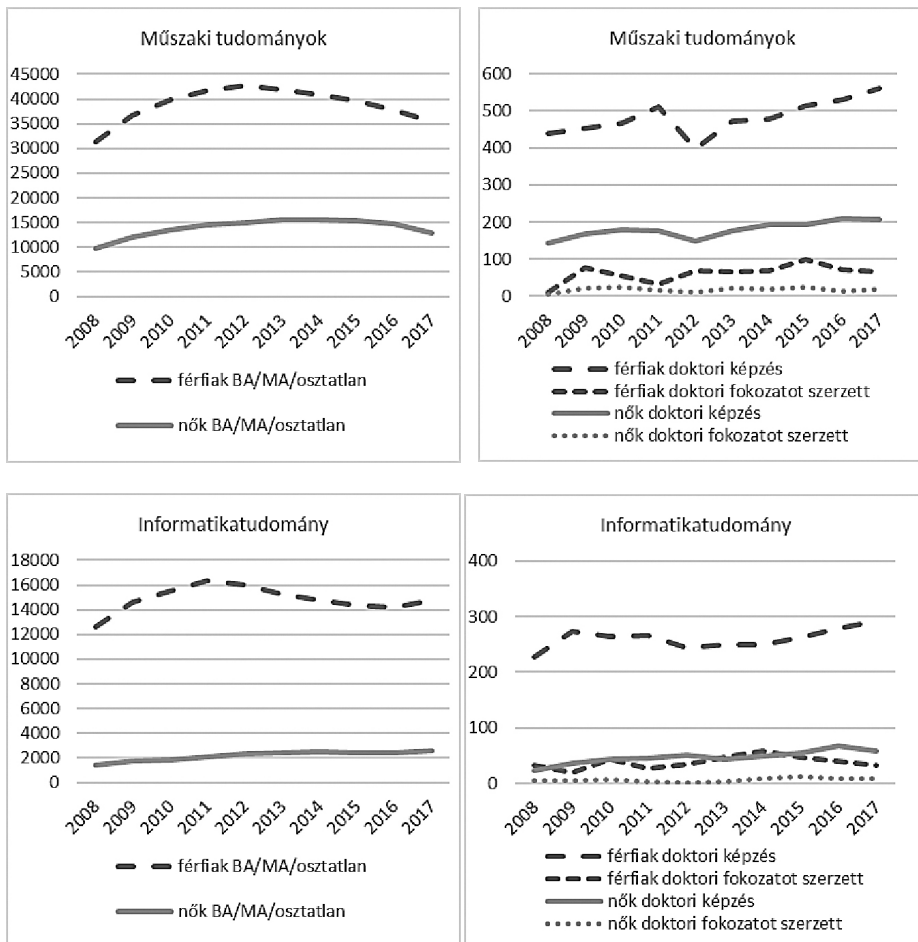 Műszaki tudományok
45000
40000
35000
30000
25000
20000
15000
10000
5000
0
2008 2009 2010 2011 2012 2013 2014 2015 2016 2017
férfiak BA/MA/osztatlan
nők BA/MA/osztatlan
Műszaki tudományok
600
500
400
300
200
100
0
2008 2009 2010 2011 2012 2013 2014 2015 2016 2017
férfiak doktori képzés
férfiak doktori fokozatot szerzett
nők doktori képzés
nők doktori fokozatot szerzett
Informatikatudomány
18000
16000
14000
12000
10000
8000
6000
4000
2000
0
2008 2009 2010 2011 2012 2013 2014 2015 2016 2017
férfiak BA/MA/osztatlan
nők BA/MA/osztatlan
Informatikatudomány
400
300
200
100
0
2008 2009 2010 2011 2012 2013 2014 2015 2016 2017
férfiak doktori képzés
férfiak doktori fokozatot szerzett
nők doktori képzés
nők doktori fokozatot szerzett